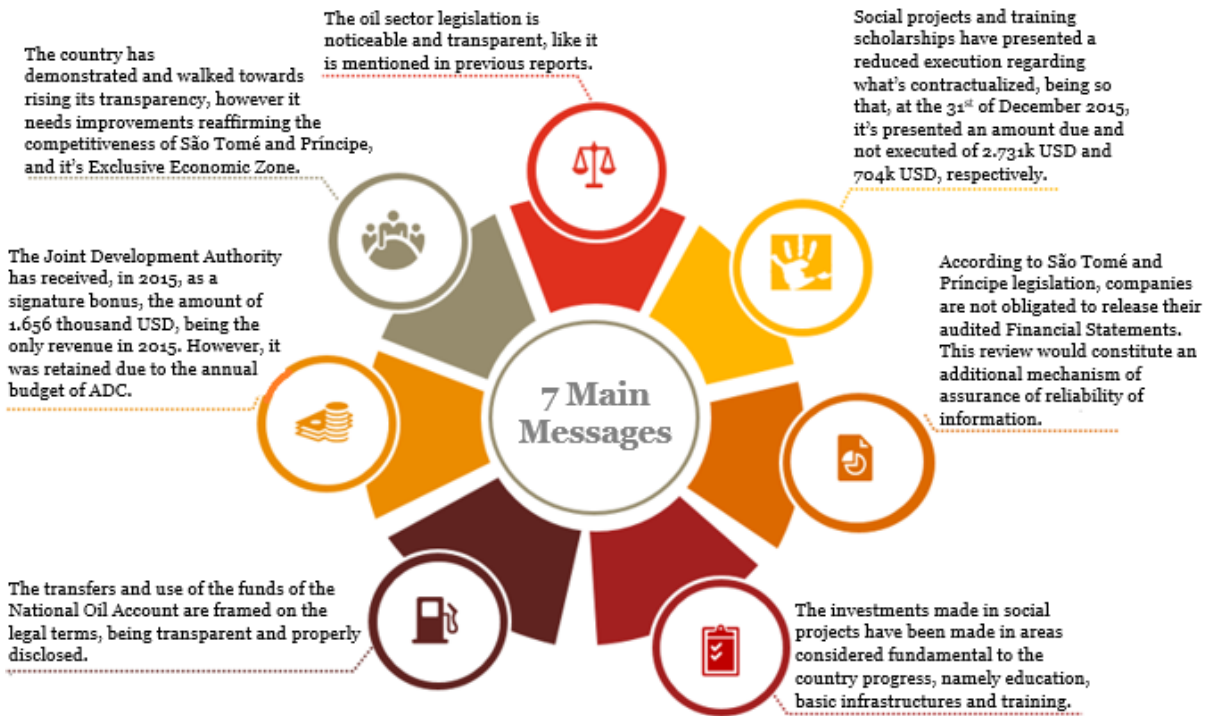 The oil sector legislation is
noticeable and transparent, like it
is mentioned in previous reports.
Social projects and training
scholarships have presented a
reduced execution regarding
what's contractualized, being so
that, at the 31st of December 2015,
it's presented an amount due and
not executed of 2.731k USD and
704k USD, respectively.
According to São Tomé and
Príncipe legislation, companies
are not obligated to release their
audited Financial Statements.
This review would constitute an
additional mechanism of
assurance of reliability of
information.
The investments made in social
projects have been made in areas
considered fundamental to the
country progress, namely education,
basic infrastructures and training.
The transfers and use of the funds of the
National Oil Account are framed on the
legal terms, being transparent and properly
disclosed.
The Joint Development Authority
has received, in 2015, as a
signature bonus, the amount of
1.656 thousand USD, being the
only revenue in 2015. However, it
was retained due to the annual
budget of ADC.
The country has
demonstrated and walked towards
rising its transparency, however it
needs improvements reaffirming the
competitiveness of São Tomé and Príncipe,
and it's Exclusive Economic Zone.
7 Main
Messages